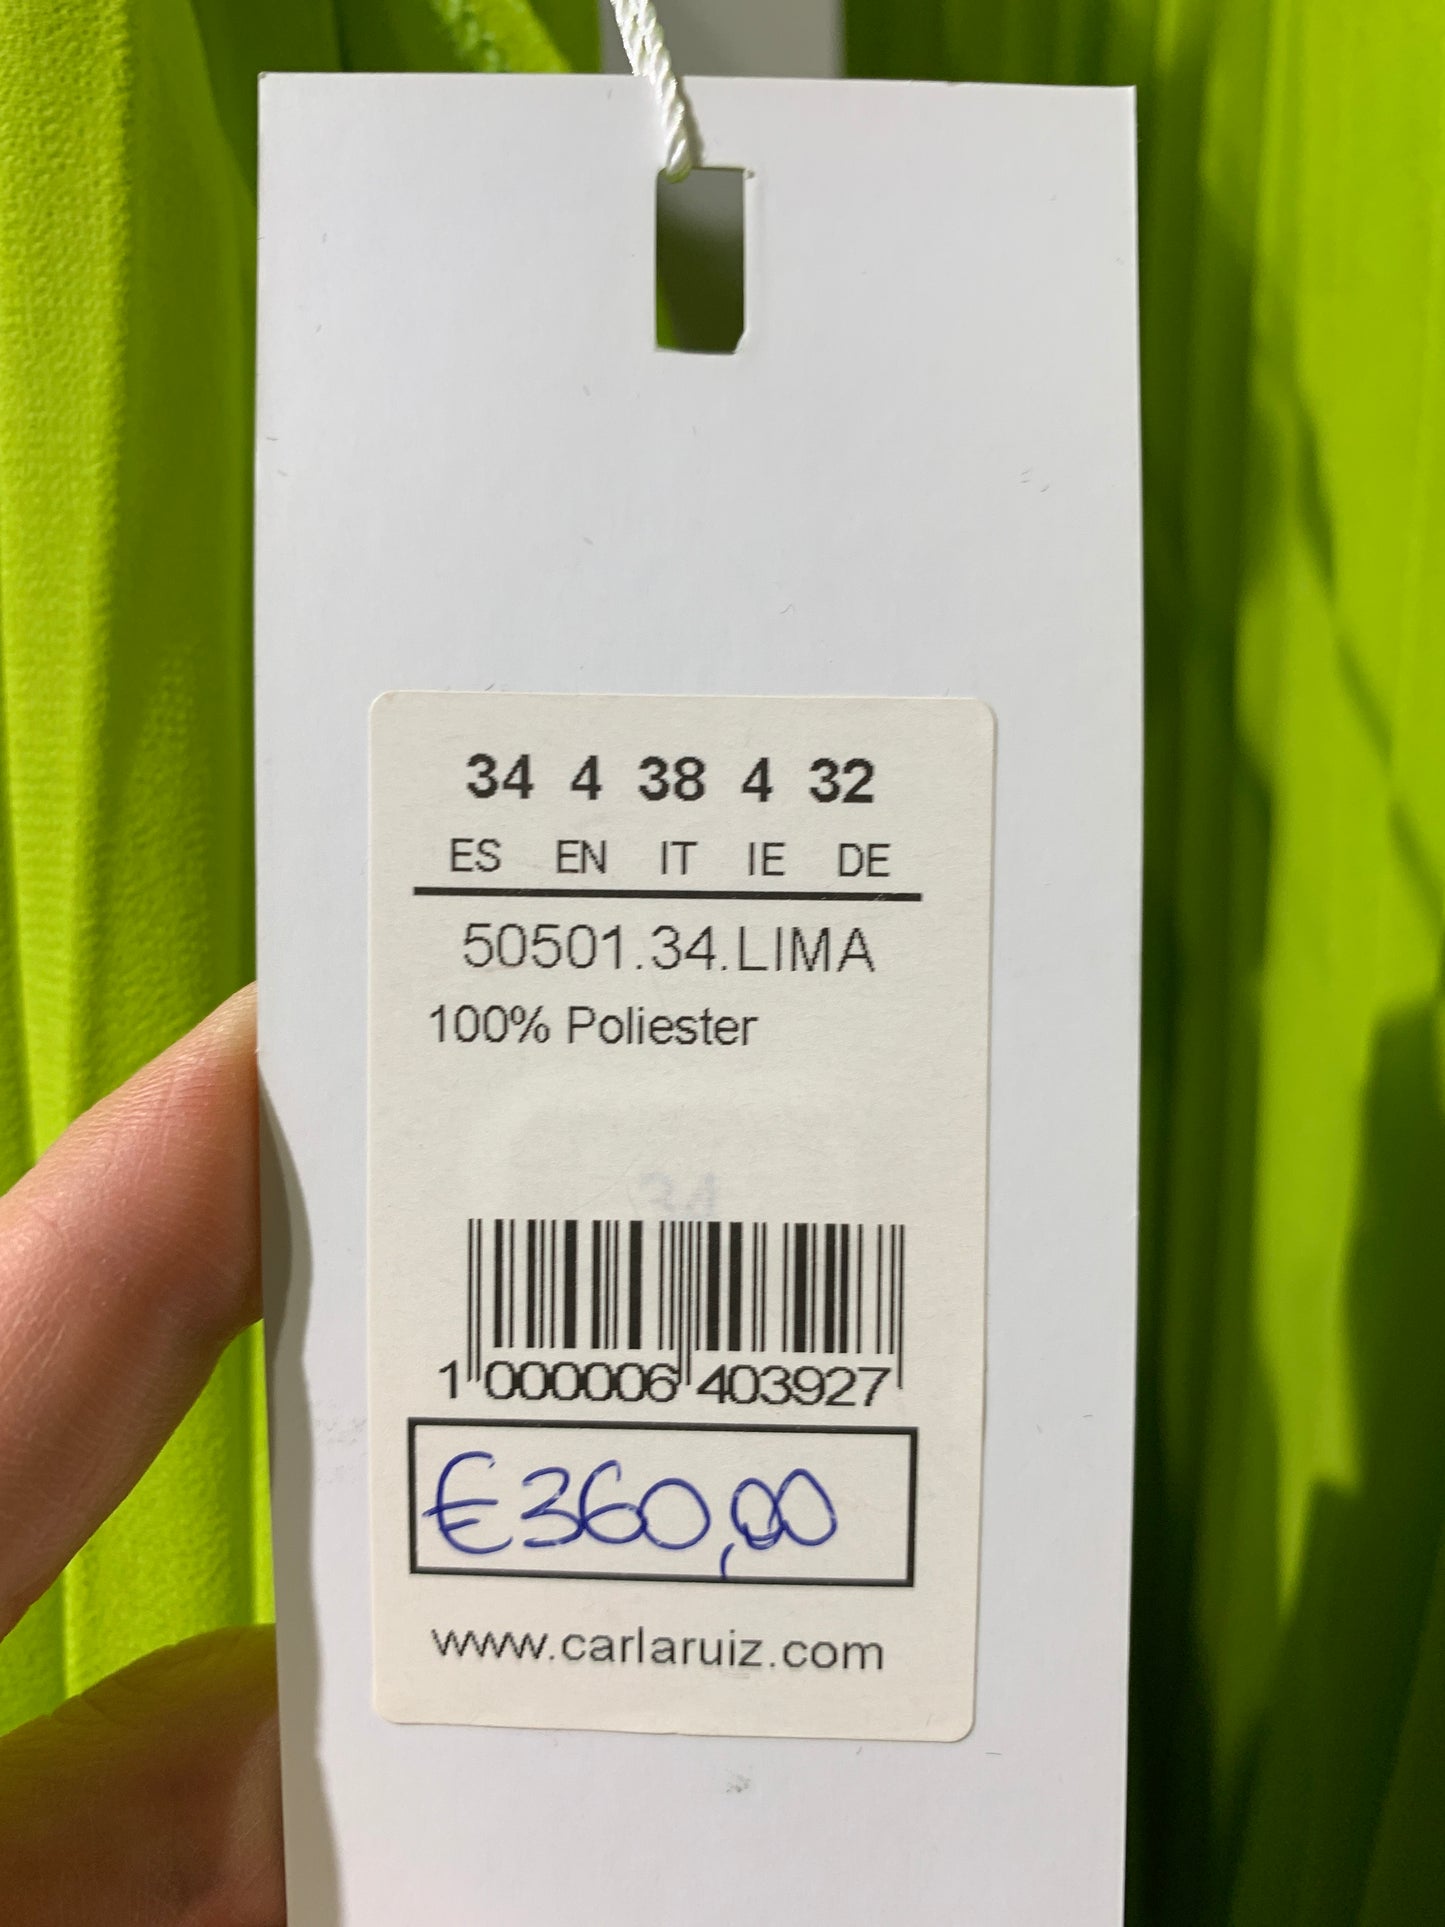 34 4 38 4 32
ES EN IT IE DE
50501.34.LIMA
100% Poliester
1 000006 403927
€360,00
www.carlaruiz.com